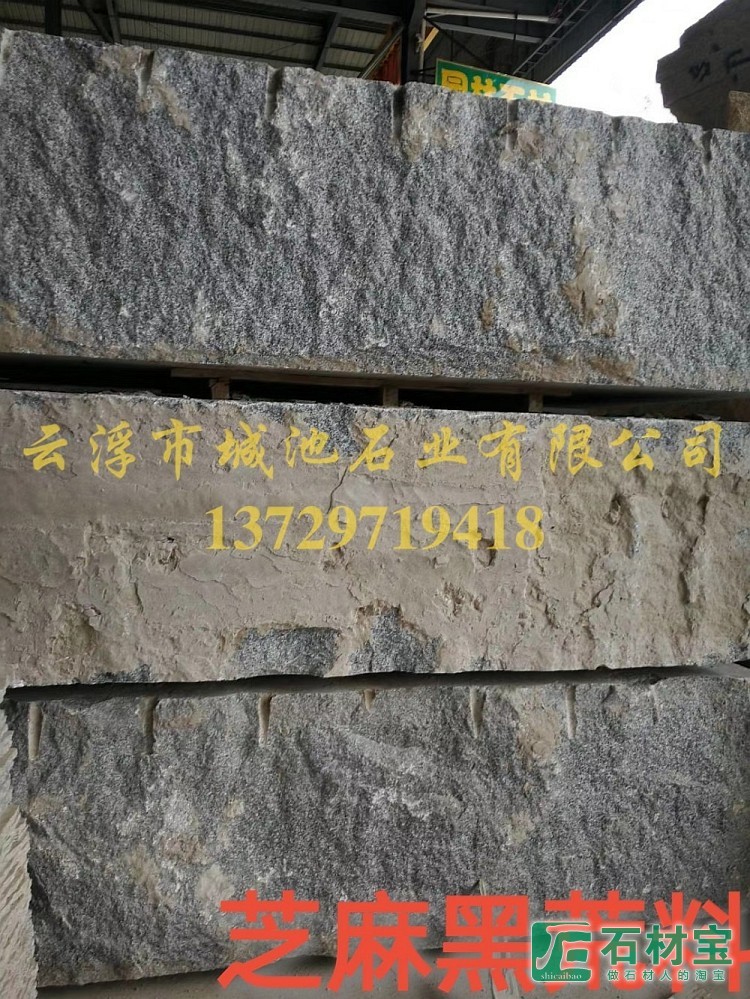 云浮市城池石业有限公司
13729719418
芝麻黑荒料
石材宝
shicaibao
做石材人的淘宝